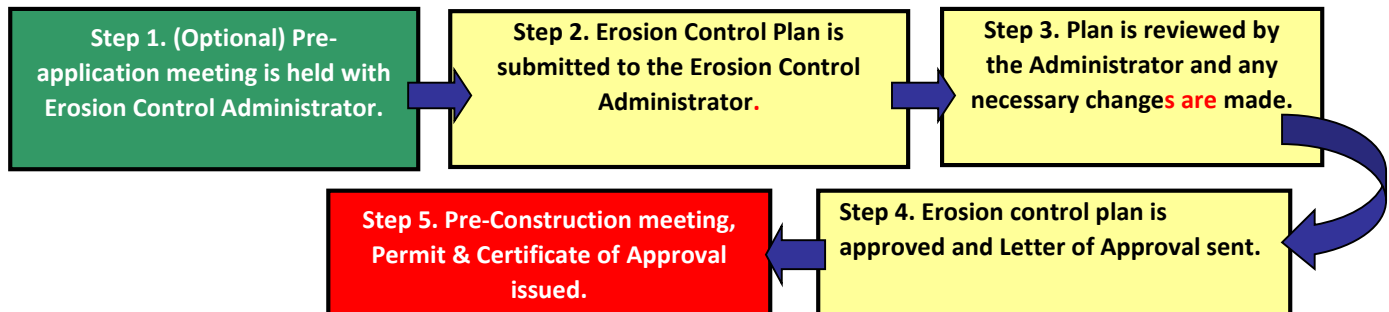 Step 1. (Optional) Pre-
application meeting is held with
Erosion Control Administrator.
Step 2. Erosion Control Plan is
submitted to the Erosion Control
Administrator.
Step 3. Plan is reviewed by
the Administrator and any
necessary changes are made.
Step 4. Erosion control plan is
approved and Letter of Approval sent.
Step 5. Pre-Construction meeting,
Permit & Certificate of Approval
issued.